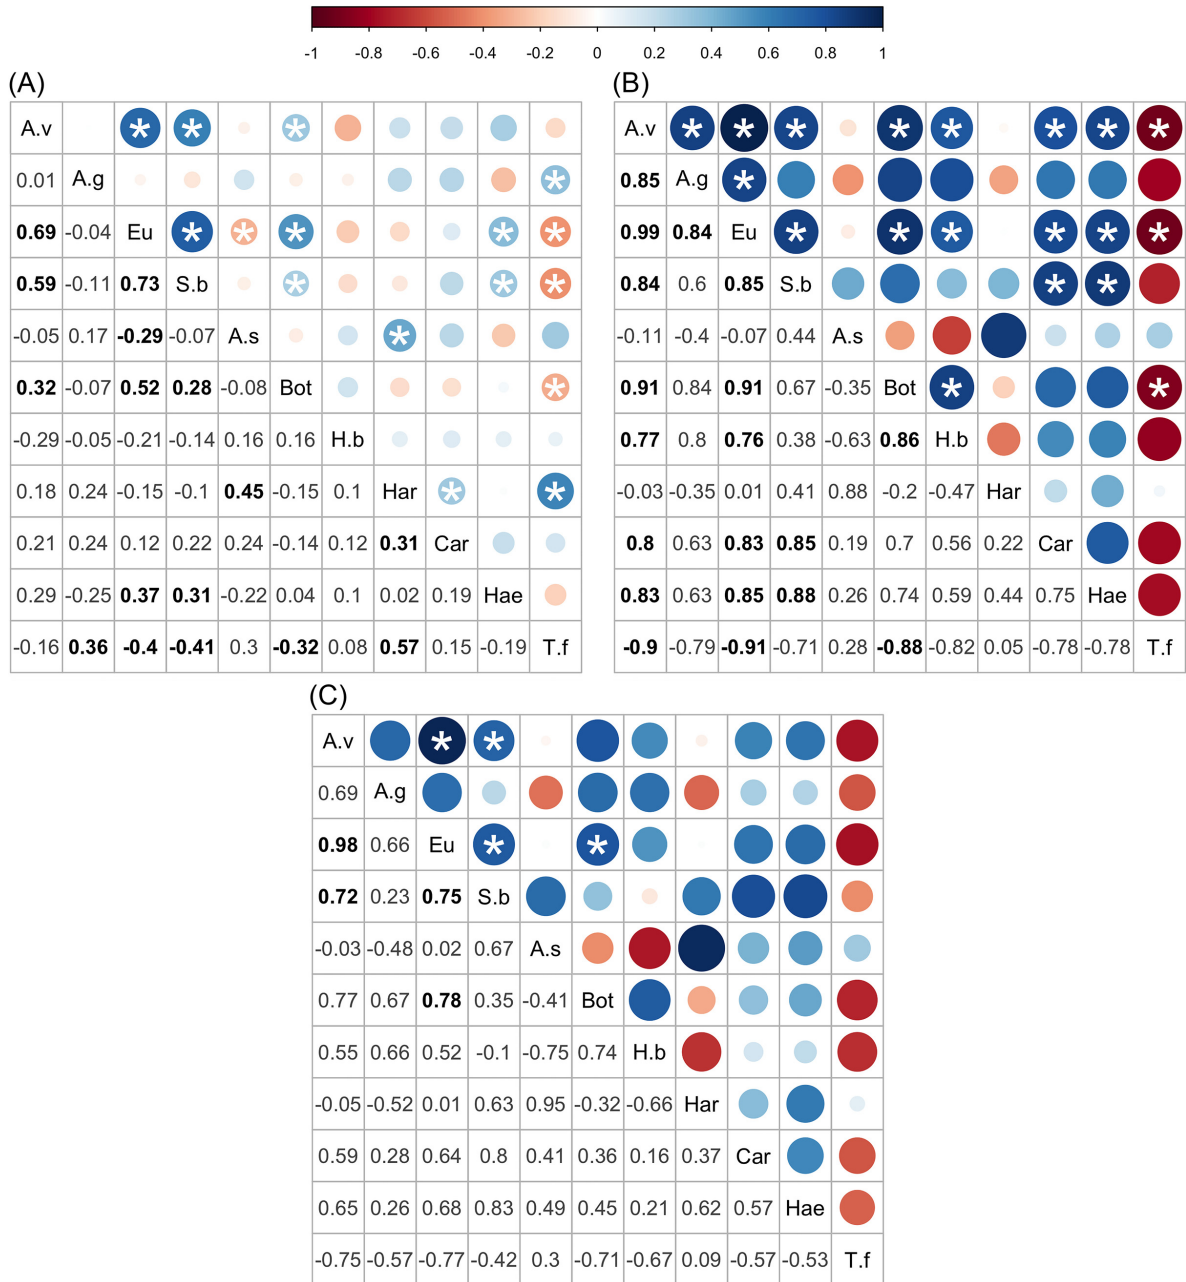 -1 -0.8 -0.6 -0.4 -0.2 0 0.2 0.4 0.6 0.8 1
(A)
A.v * * *
0.01 A.g *
0.69 -0.04 Eu * * * * *
0.59 -0.11 0.73 S.b * * *
-0.05 0.17 -0.29 -0.07 A.s *
0.32 -0.07 0.52 0.28 -0.08 Bot *
-0.29 -0.05 -0.21 -0.14 0.16 0.16 H.b
0.18 0.24 -0.15 -0.1 0.45 -0.15 0.1 Har * *
0.21 0.24 0.12 0.22 0.24 -0.14 0.12 0.31 Car
0.29 -0.25 0.37 0.31 -0.22 0.04 0.1 0.02 0.19 Hae
-0.16 0.36 -0.4 -0.41 0.3 -0.32 0.08 0.57 0.15 -0.19 T.f
(B)
A.v * * * * * * * *
0.85 A.g *
0.99 0.84 Eu * * * * * *
0.84 0.6 0.85 S.b * *
-0.11 -0.4 -0.07 0.44 A.s
0.91 0.84 0.91 0.67 -0.35 Bot * *
0.77 0.8 0.76 0.38 -0.63 0.86 H.b
-0.03 -0.35 0.01 0.41 0.88 -0.2 -0.47 Har
0.8 0.63 0.83 0.85 0.19 0.7 0.56 0.22 Car
0.83 0.63 0.85 0.88 0.26 0.74 0.59 0.44 0.75 Hae
-0.9 -0.79 -0.91 -0.71 0.28 -0.88 -0.82 0.05 -0.78 -0.78 T.f
(C)
A.v * *
0.69 A.g
0.98 0.66 Eu * *
0.72 0.23 0.75 S.b
-0.03 -0.48 0.02 0.67 A.s
0.77 0.67 0.78 0.35 -0.41 Bot
0.55 0.66 0.52 -0.1 -0.75 0.74 H.b
-0.05 -0.52 0.01 0.63 0.95 -0.32 -0.66 Har
0.59 0.28 0.64 0.8 0.41 0.36 0.16 0.37 Car
0.65 0.26 0.68 0.83 0.49 0.45 0.21 0.62 0.57 Hae
-0.75 -0.57 -0.77 -0.42 0.3 -0.71 -0.67 0.09 -0.57 -0.53 T.f